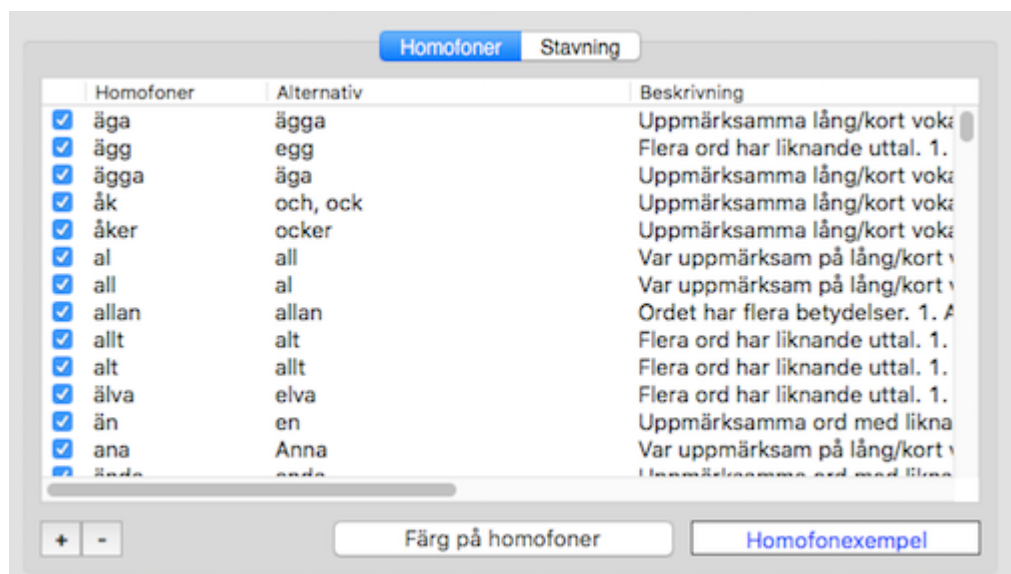 Homofoner Stavning
Homofoner Alternativ Beskrivning
äga ägga Uppmärksamma lång/kort
ägg egg Flera ord har liknande uttal. 1.
ägga äga Uppmärksamma lång/kort
åk och, ock Uppmärksamma lång/kort
åker ocker Uppmärksamma lång/kort
al all Var uppmärksam på lång/kort
all al Var uppmärksam på lång/kort
allan allan Ordet har flera betydelser. 1.
allt alt Flera ord har liknande uttal. 1.
alt allt Flera ord har liknande uttal. 1.
älva elva Flera ord har liknande uttal. 1.
än en Uppmärksamma ord med
ana Anna Var uppmärksam på lång/kort
+ -
Färg på homofoner Homofonexempel